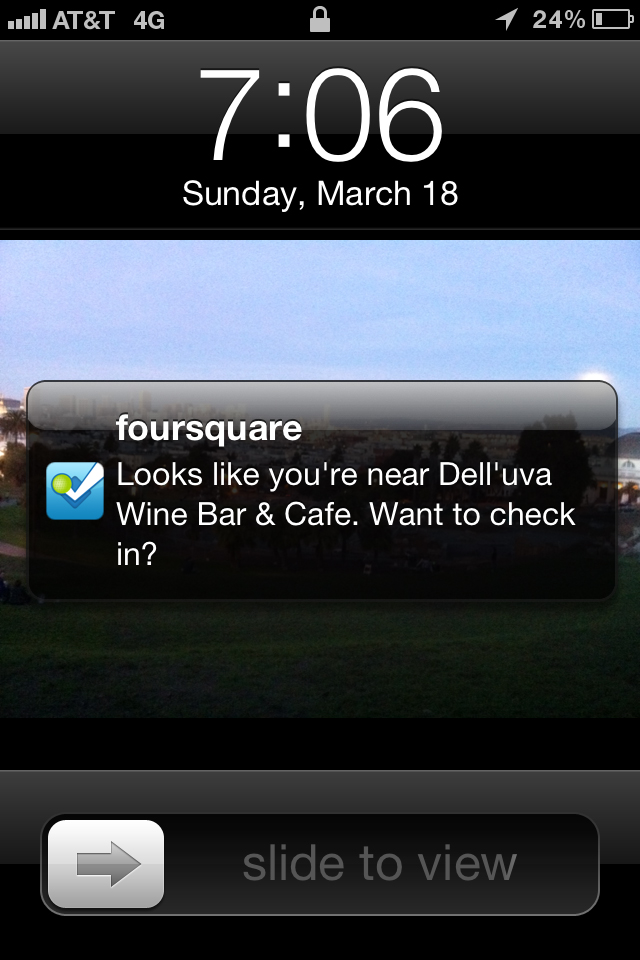 AT&T 4G 24%
7:06
Sunday, March 18
foursquare
Looks like you're near Dell'uva
Wine Bar & Cafe. Want to check
in?
slide to view